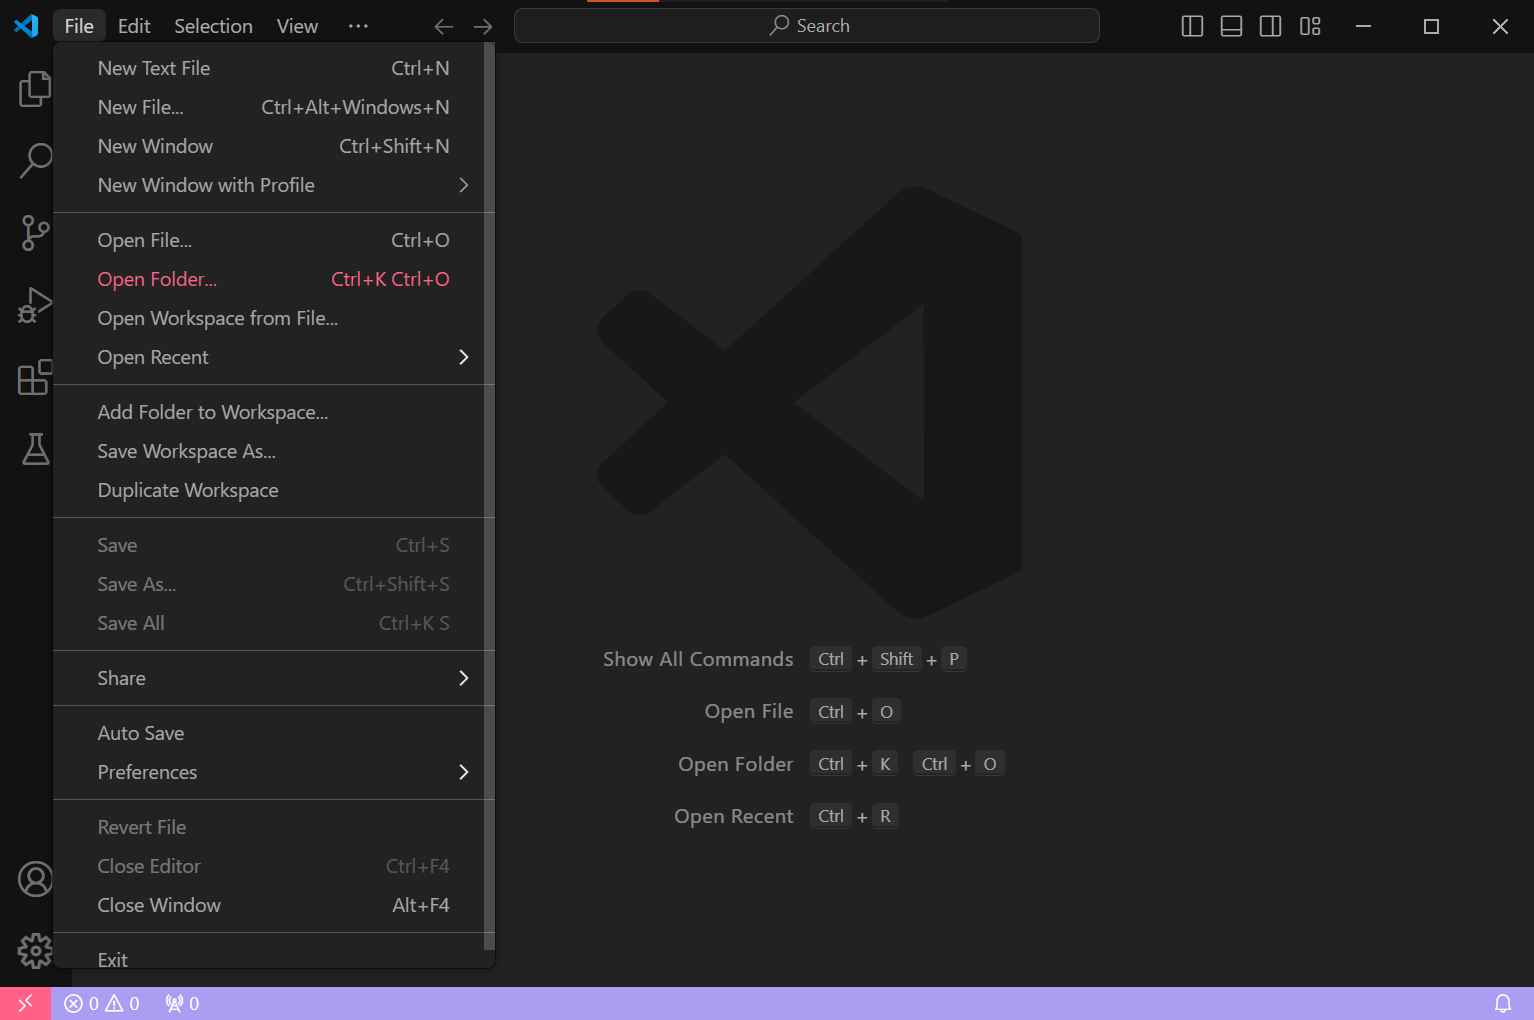 File Edit Selection View ··· Search
New Text File Ctrl+N
New File... Ctrl+Alt+Windows+N
New Window Ctrl+Shift+N
New Window with Profile
Open File... Ctrl+O
Open Folder... Ctrl+K Ctrl+O
Open Workspace from File...
Open Recent
Add Folder to Workspace...
Save Workspace As...
Duplicate Workspace
Save Ctrl+S
Save As... Ctrl+Shift+S
Save All Ctrl+K S
Share
Auto Save
Preferences
Revert File
Close Editor Ctrl+F4
Close Window Alt+F4
Exit
Show All Commands Ctrl + Shift + P
Open File Ctrl + O
Open Folder Ctrl + K Ctrl + O
Open Recent Ctrl + R
0 0 0